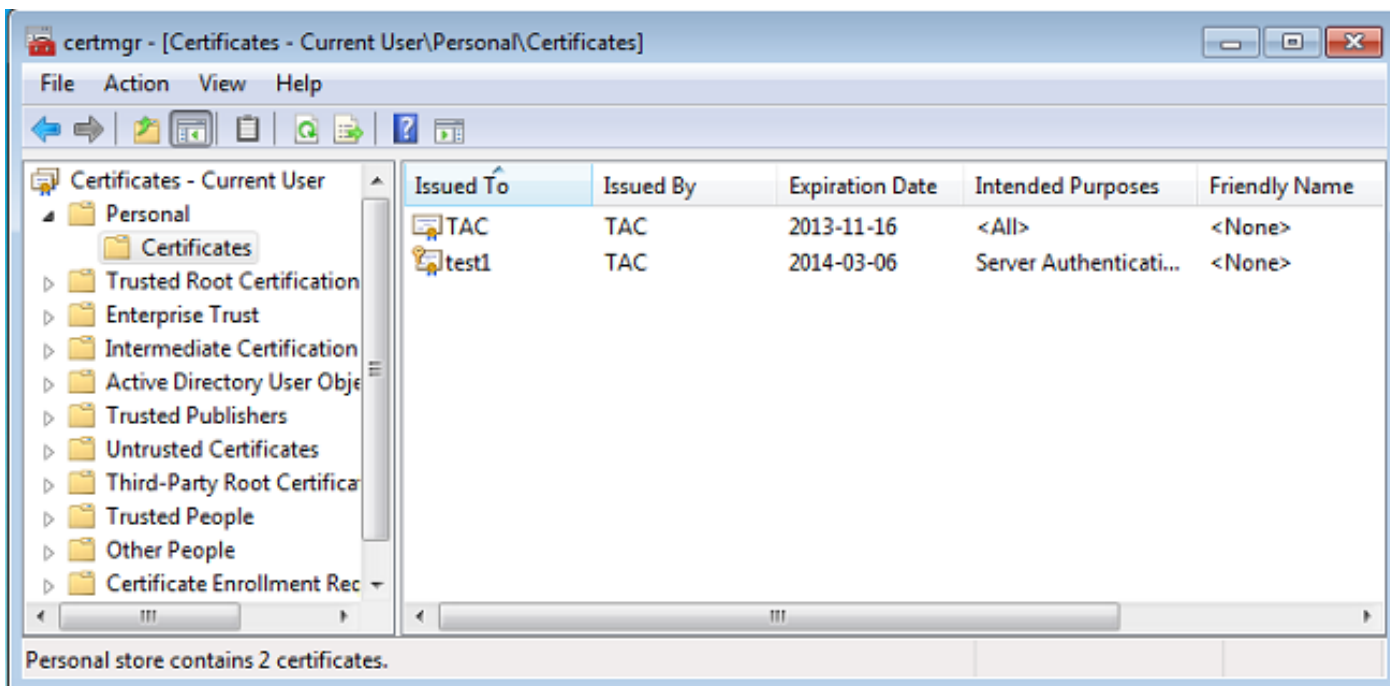 certmgr - [Certificates - Current User\Personal\Certificates]
File Action View Help
Certificates - Current User
Personal
Certificates
Trusted Root Certification
Enterprise Trust
Intermediate Certification
Active Directory User Obje
Trusted Publishers
Untrusted Certificates
Third-Party Root Certifica
Trusted People
Other People
Certificate Enrollment Rec
Issued To Issued By Expiration Date Intended Purposes Friendly Name
TAC TAC 2013-11-16 <All> <None>
test1 TAC 2014-03-06 Server Authenticati... <None>
Personal store contains 2 certificates.